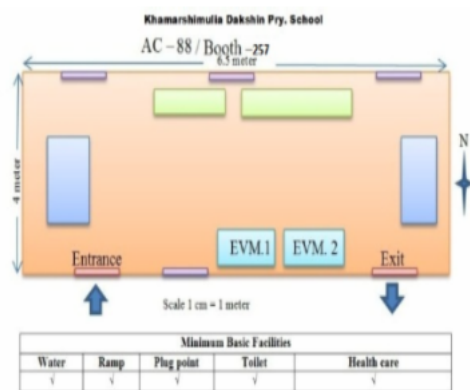 Khamarshimulia Dakshin Pry. School
AC – 88 / Booth –257
6.5 meter
4 meter
N
EVM.1 EVM. 2
Entrance Exit
Scale 1 cm = 1 meter
Minimum Basic Facilities
Water Ramp Plug point Toilet Health care
√ √ √ √ √